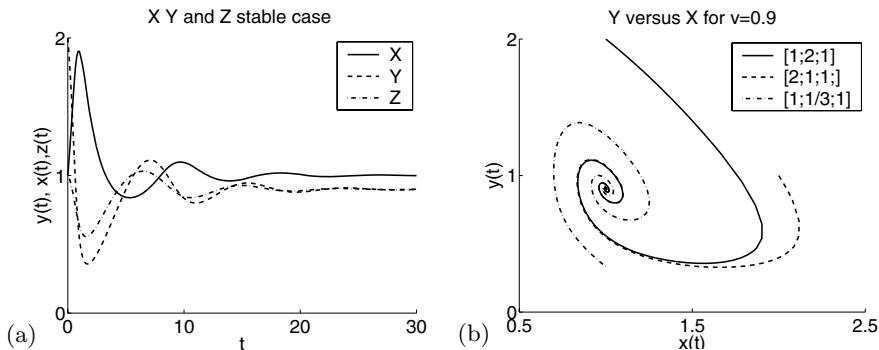 X Y and Z stable case
2
1
0
y(t), x(t),z(t)
X
Y
Z
0
10
20
30
t
(a)
Y versus X for v=0.9
2
1
0
y(t)
[1;2;1]
[2;1;1;]
[1;1/3;1]
0.5
1.5
2.5
x(t)
(b)